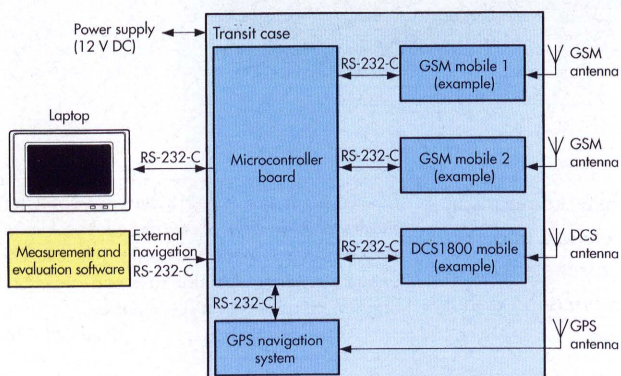 Power supply
(12 V DC)
Transit case
RS-232-C
GSM mobile 1
(example)
GSM
antenna
Laptop
RS-232-C
Microcontroller
board
RS-232-C
GSM mobile 2
(example)
GSM
antenna
Measurement and
evaluation software
External
navigation
RS-232-C
RS-232-C
DCS1800 mobile
(example)
DCS
antenna
RS-232-C
GPS navigation
system
GPS
antenna